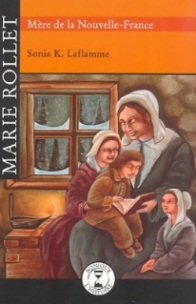 MARIE ROLLET
Mère de la Nouvelle-France
Sonia K. Laflamme